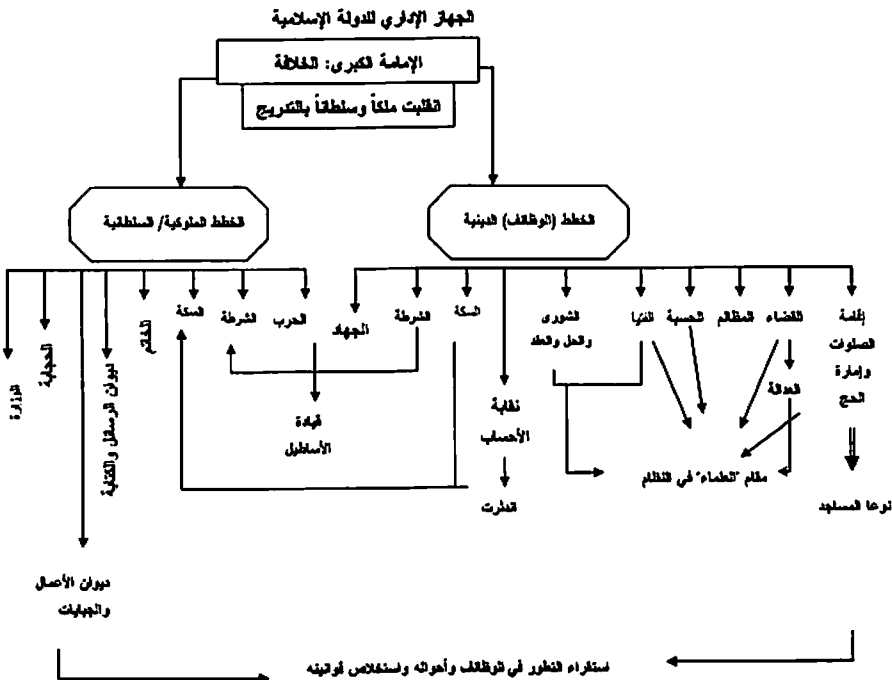 الجهاز الإداري للدولة الإسلامية
الإمامة الكبرى: الخلافة
انقلبت ملكاً وسلطاناً بالتدريج
الخطط (الوظائف) الدينية
الخطط الملوكية/ السلطانية
إقامة
الصلوات
وإمارة
الحج
القضاء
المظالم
الحسبة
الفتيا
الشورى
والحل والعقد
السكة
الشرطة
الجهاد
الحرب
الشرطة
السكة
الخاتم
ديوان الرسائل والكتابة
الحجابة
الوزارة
العدالة
نقابة
الأحساب
قيادة
الأساطيل
مقام "العلماء" في النظام
نوعا المساجد
اندثرت
ديوان الأعمال
والجبايات
استقراء التطور في الوظائف وأحواله واستخلاص قوانينه